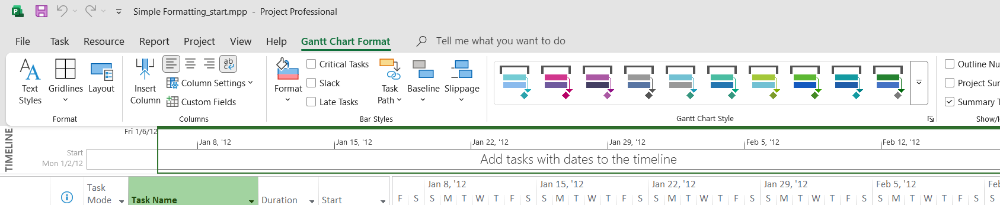 Simple Formatting_start.mpp - Project Professional
File Task Resource Report Project View Help Gantt Chart Format Tell me what you want to do
Text Styles
Gridlines
Layout
Format
Insert Column
Column Settings
Custom Fields
Columns
Format
Critical Tasks
Slack
Late Tasks
Task Path
Baseline
Slippage
Bar Styles
Gantt Chart Style
Outline Nu
Project Sur
Summary T
Show/H
TIMELINE
Fri 1/6/12
Jan 8, '12 Jan 15, '12 Jan 22, '12 Jan 29, '12 Feb 5, '12 Feb 12, '12
Start
Mon 1/2/12
Add tasks with dates to the timeline
Task Mode
Task Name
Duration
Start
Jan 8, '12 Jan 15, '12 Jan 22, '12 Jan 29, '12 Feb 5, '12 Feb
F S S M T W T F S S M T W T F S S M T W T F S S M T W T F S S M T W T F S S